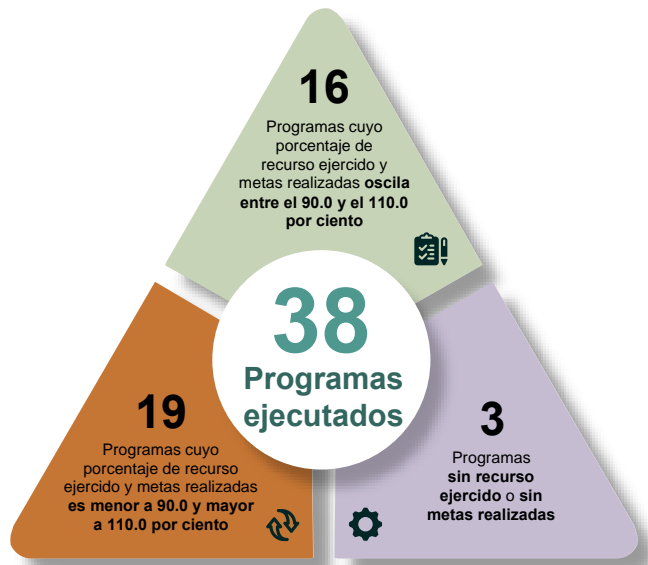 16
Programas cuyo
porcentaje de
recurso ejercido y
metas realizadas oscila
entre el 90.0 y el 110.0
por ciento
38
Programas
ejecutados
19
Programas cuyo
porcentaje de recurso
ejercido y metas realizadas
es menor a 90.0 y mayor
a 110.0 por ciento
3
Programas
sin recurso
ejercido o sin
metas realizadas